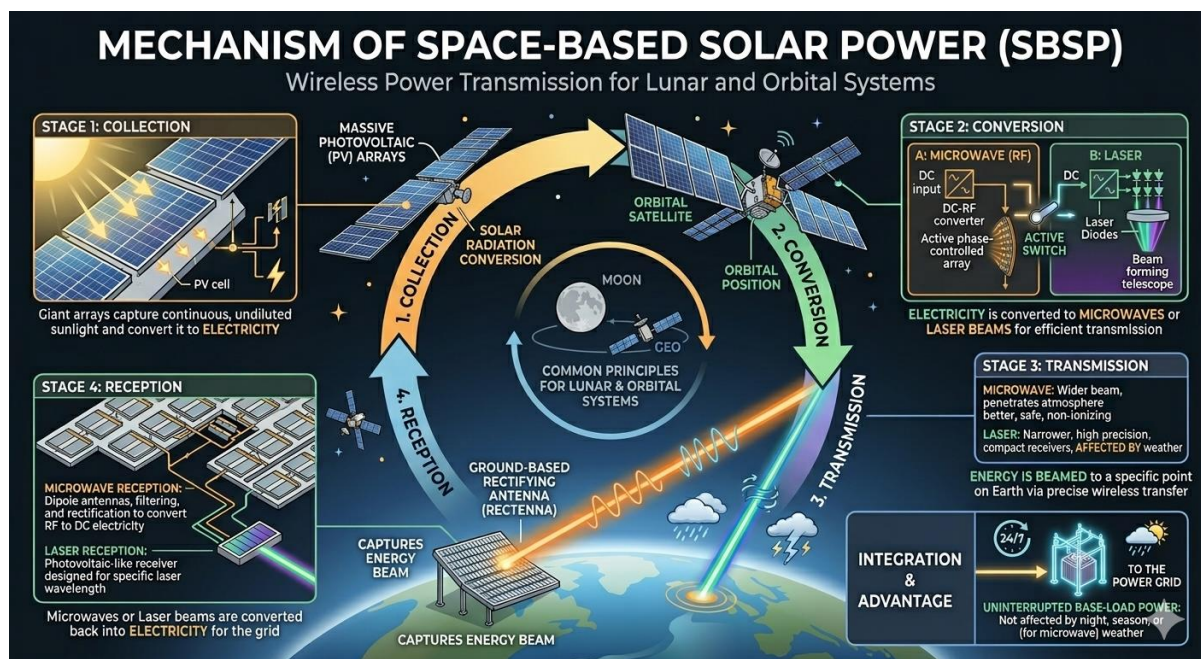 MECHANISM OF SPACE-BASED SOLAR POWER (SBSP)
Wireless Power Transmission for Lunar and Orbital Systems
STAGE 1: COLLECTION
PV cell
Giant arrays capture continuous, undiluted
sunlight and convert it to ELECTRICITY
MASSIVE
PHOTOVOLTAIC
(PV) ARRAYS
SOLAR
RADIATION
CONVERSION
1. COLLECTION
ORBITAL
SATELLITE
ORBITAL
POSITION
2. CONVERSION
STAGE 2: CONVERSION
A: MICROWAVE (RF)
DC
input
DC-RF
converter
Active phase-
controlled
array
ACTIVE
SWITCH
B: LASER
DC
Laser
Diodes
Beam
forming
telescope
ELECTRICITY is converted to MICROWAVES or
LASER BEAMS for efficient transmission
MOON
GEO
COMMON PRINCIPLES
FOR LUNAR & ORBITAL
SYSTEMS
STAGE 3: TRANSMISSION
MICROWAVE: Wider beam,
penetrates atmosphere
better, safe, non-ionizing
LASER: Narrower, high precision,
compact receivers, AFFECTED BY weather
ENERGY IS BEAMED to a specific point
on Earth via precise wireless transfer
3. TRANSMISSION
STAGE 4: RECEPTION
MICROWAVE RECEPTION:
Dipoie antennas, filtering,
and rectification to convert
RF to DC electricity
LASER RECEPTION:
Photovoltaic-like receiver
designed for specific laser
wavelength
Microwaves or Laser beams are converted
back into ELECTRICITY for the grid
4. RECEPTION
GROUND-BASED
RECTIFYING
ANTENNA
(RECTENNA)
CAPTURES
ENERGY
BEAM
CAPTURES ENERGY BEAM
INTEGRATION
&
ADVANTAGE
24/7
TO THE
POWER GRID
UNINTERRUPTED BASE-LOAD POWER:
Not affected by night, season, or
(for microwave) weather